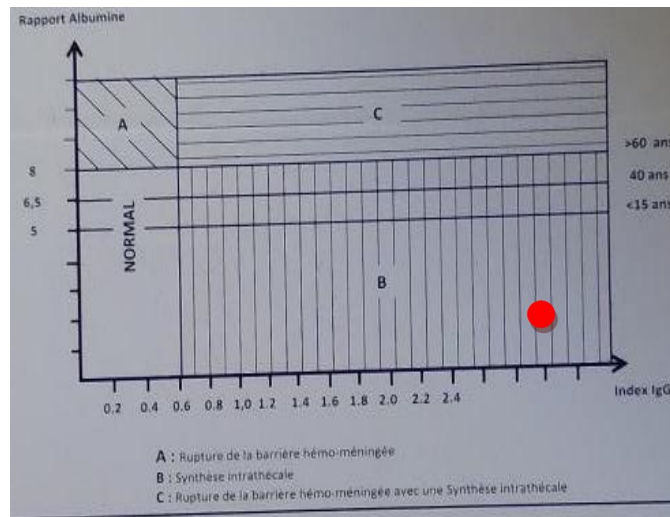 Rapport Albumine
A
C
>60 ans
8
40 ans
6,5
<15 ans
5
NORMAL
B
Index IgG
0.2 0.4 0.6 0.8 1,0 1.2 1.4 1.6 1.8 2.0 2.2 2.4
A : Rupture de la barrière hémo-méningée
B : Synthèse intrathécale
C : Rupture de la barrière hémo-méningée avec une Synthèse intrathécale